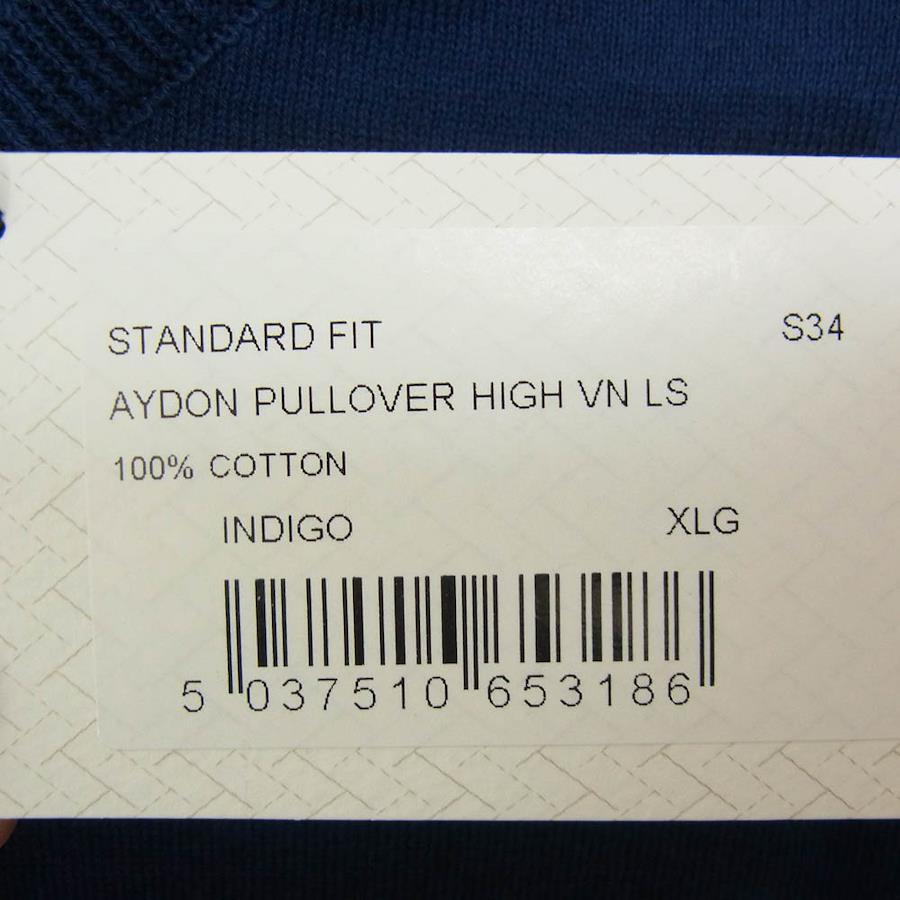 STANDARD FIT S34
AYDON PULLOVER HIGH VN LS
100% COTTON
INDIGO XLG
5 037510 653186